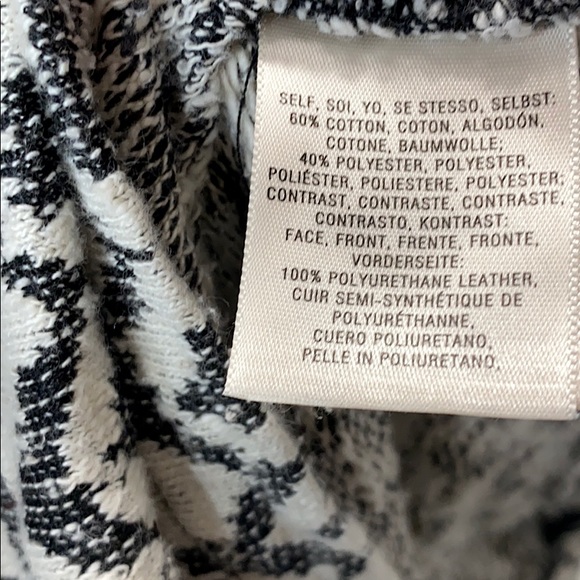 SELF, SOI, YO, SE STESSO, SELBST:
60% COTTON, COTON, ALGODÓN,
COTONE, BAUMWOLLE;
40% POLYESTER, POLYESTER,
POLIÉSTER, POLIESTERE, POLYESTER;
CONTRAST, CONTRASTE, CONTRASTE,
CONTRASTO, KONTRAST:
FACE, FRONT, FRENTE, FRONTE,
VORDERSEITE:
100% POLYURETHANE LEATHER,
CUIR SEMI-SYNTHÉTIQUE DE
POLYURÉTHANNE,
CUERO POLIURETANO,
PELLE IN POLIURETANO,